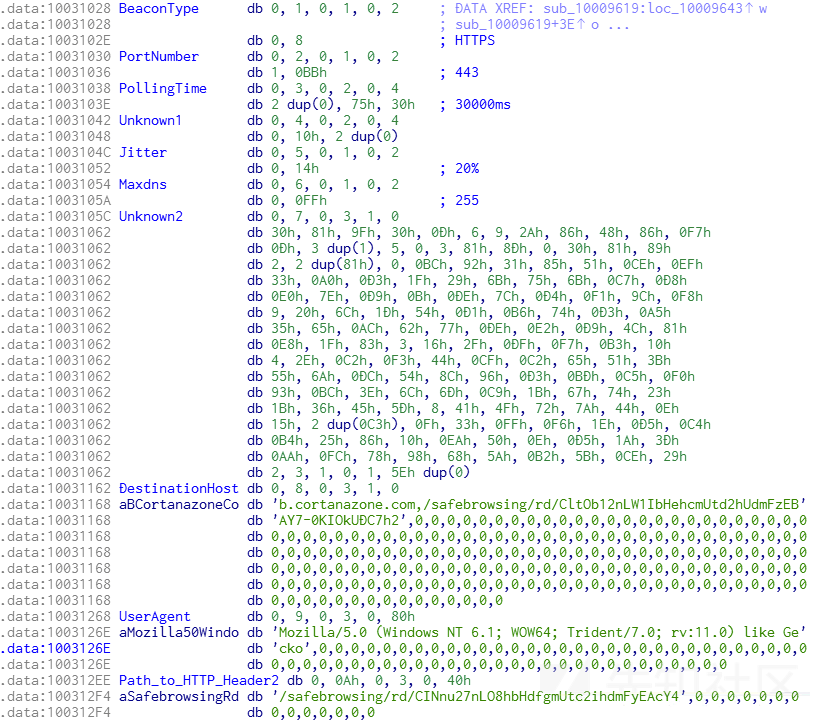 .data:10031028 BeaconType db 0, 1, 0, 1, 0, 2 ; DATA XREF: sub_10009619:loc_10009643↑w
.data:10031028 ; sub_10009619+3E↑o ...
.data:1003102E db 0, 8 ; HTTPS
.data:10031030 PortNumber db 0, 2, 0, 1, 0, 2
.data:10031036 db 1, 0BBh ; 443
.data:10031038 PollingTime db 0, 3, 0, 2, 0, 4
.data:1003103E db 2 dup(0), 75h, 30h ; 30000ms
.data:10031042 Unknown1 db 0, 4, 0, 2, 0, 4
.data:10031048 db 0, 10h, 2 dup(0)
.data:1003104C Jitter db 0, 5, 0, 1, 0, 2
.data:10031052 db 0, 14h ; 20%
.data:10031054 Maxdns db 0, 6, 0, 1, 0, 2
.data:1003105A db 0, 0FFh ; 255
.data:1003105C Unknown2 db 0, 7, 0, 3, 1, 0
.data:10031062 db 30h, 81h, 9Fh, 30h, 0Dh, 6, 9, 2Ah, 86h, 48h, 86h, 0F7h
.data:10031062 db 0Dh, 3 dup(1), 5, 0, 3, 81h, 8Dh, 0, 30h, 81h, 89h
.data:10031062 db 2, 2 dup(81h), 0, 0BCh, 92h, 31h, 85h, 51h, 0CEh, 0EFh
.data:10031062 db 33h, 0A0h, 0D3h, 1Fh, 29h, 6Bh, 75h, 6Bh, 0C7h, 0D8h
.data:10031062 db 0E0h, 7Eh, 0D9h, 0Bh, 0DEh, 7Ch, 0D4h, 0F1h, 9Ch, 0F8h
.data:10031062 db 9, 20h, 6Ch, 1Dh, 54h, 0D1h, 0B6h, 74h, 0D3h, 0A5h
.data:10031062 db 35h, 65h, 0ACh, 62h, 77h, 0DEh, 0E2h, 0D9h, 4Ch, 81h
.data:10031062 db 0E8h, 1Fh, 83h, 3, 16h, 2Fh, 0DFh, 0F7h, 0B3h, 10h
.data:10031062 db 4, 2Eh, 0C2h, 0F3h, 44h, 0CFh, 0C2h, 65h, 51h, 3Bh
.data:10031062 db 55h, 6Ah, 0DCh, 54h, 8Ch, 96h, 0D3h, 0BDh, 0C5h, 0F0h
.data:10031062 db 93h, 0BCh, 3Eh, 6Ch, 6Dh, 0C9h, 1Bh, 67h, 74h, 23h
.data:10031062 db 1Bh, 36h, 45h, 5Dh, 8, 41h, 4Fh, 72h, 7Ah, 44h, 0Eh
.data:10031062 db 15h, 2 dup(0C3h), 0Fh, 33h, 0FFh, 0F6h, 1Eh, 0D5h, 0C4h
.data:10031062 db 0B4h, 25h, 86h, 10h, 0EAh, 50h, 0Eh, 0D5h, 1Ah, 3Dh
.data:10031062 db 0AAh, 0FCh, 78h, 98h, 68h, 5Ah, 0B2h, 5Bh, 0CEh, 29h
.data:10031062 db 2, 3, 1, 0, 1, 5Eh dup(0)
.data:10031162 DestinationHost db 0, 8, 0, 3, 1, 0
.data:10031168 aBCortanazoneCo db 'b.cortanazone.com,/safebrowsing/rd/CltOb12nLW1IbHehcmUtd2hUdmFzEB'
.data:10031168 db 'AY7-0KIOkUDC7h2',0,0,0,0,0,0,0,0,0,0,0,0,0,0,0,0,0,0,0,0,0,0,0,0,0
.data:10031168 db 0,0,0,0,0,0,0,0,0,0,0,0,0,0,0,0,0,0,0,0,0,0,0,0,0,0,0,0,0,0,0,0,0,0
.data:10031168 db 0,0,0,0,0,0,0,0,0,0,0,0,0,0,0,0,0,0,0,0,0,0,0,0,0,0,0,0,0,0,0,0,0,0
.data:10031168 db 0,0,0,0,0,0,0,0,0,0,0,0,0,0,0,0,0,0,0,0,0,0,0,0,0,0,0,0,0,0,0,0,0,0
.data:10031168 db 0,0,0,0,0,0,0,0,0,0,0,0,0,0,0,0,0,0,0,0,0,0,0,0,0,0,0,0,0,0,0,0,0,0
.data:10031168 db 0,0,0,0,0,0,0,0,0,0,0,0,0,0,0
.data:10031268 UserAgent db 0, 9, 0, 3, 0, 80h
.data:1003126E aMozilla50Windo db 'Mozilla/5.0 (Windows NT 6.1; WOW64; Trident/7.0; rv:11.0) like Ge'
.data:1003126E db 'cko',0,0,0,0,0,0,0,0,0,0,0,0,0,0,0,0,0,0,0,0,0,0,0,0,0,0,0,0,0,0,0
.data:1003126E db 0,0,0,0,0,0,0,0,0,0,0,0,0,0,0,0,0,0,0,0,0,0,0,0,0,0,0,0,0
.data:100312EE Path_to_HTTP_Header2 db 0, 0Ah, 0, 3, 0, 40h
.data:100312F4 aSafebrowsingRd db '/safebrowsing/rd/CINnu27nLO8hbHdfgmUtc2ihdmFyEAcY4',0,0,0,0,0,0,0
.data:100312F4 db 0,0,0,0,0,0,0